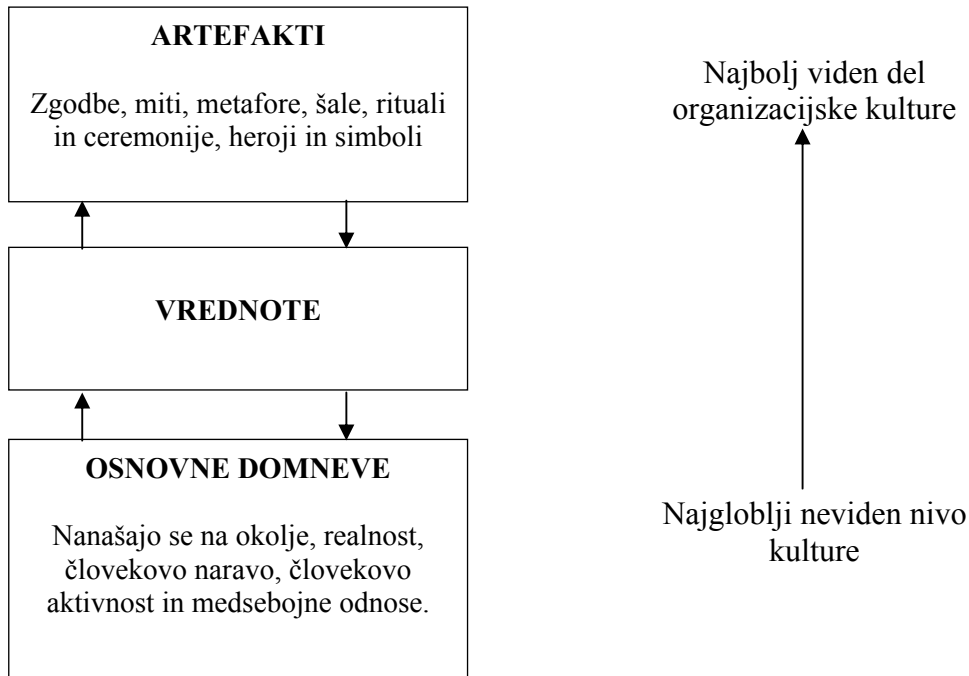 ARTEFAKTI
Zgodbe, miti, metafore, šale, rituali
in ceremonije, heroji in simboli
Najbolj viden del
organizacijske kulture
VREDNOTE
OSNOVNE DOMNEVE
Nanašajo se na okolje, realnost,
človekovo naravo, človekovo
aktivnost in medsebojne odnose.
Najgloblji neviden nivo
kulture